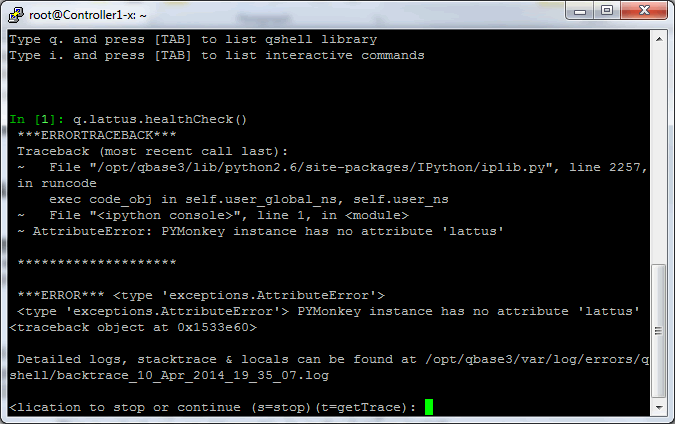 root@Controller1-x: ~
Type q. and press [TAB] to list qshell library
Type i. and press [TAB] to list interactive commands
In [1]: q.lattus.healthCheck()
***ERRORTRACEBACK***
Traceback (most recent call last):
~   File "/opt/qbase3/lib/python2.6/site-packages/IPython/iplib.py", line 2257,
in runcode
exec code_obj in self.user_global_ns, self.user_ns
~   File "<ipython console>", line 1, in <module>
~ AttributeError: PYMonkey instance has no attribute 'lattus'
********************
***ERROR*** <type 'exceptions.AttributeError'>
<type 'exceptions.AttributeError'> PYMonkey instance has no attribute 'lattus'
<traceback object at 0x1533e60>
Detailed logs, stacktrace & locals can be found at /opt/qbase3/var/log/errors/q
shell/backtrace_10_Apr_2014_19_35_07.log
<lication to stop or continue (s=stop)(t=getTrace):